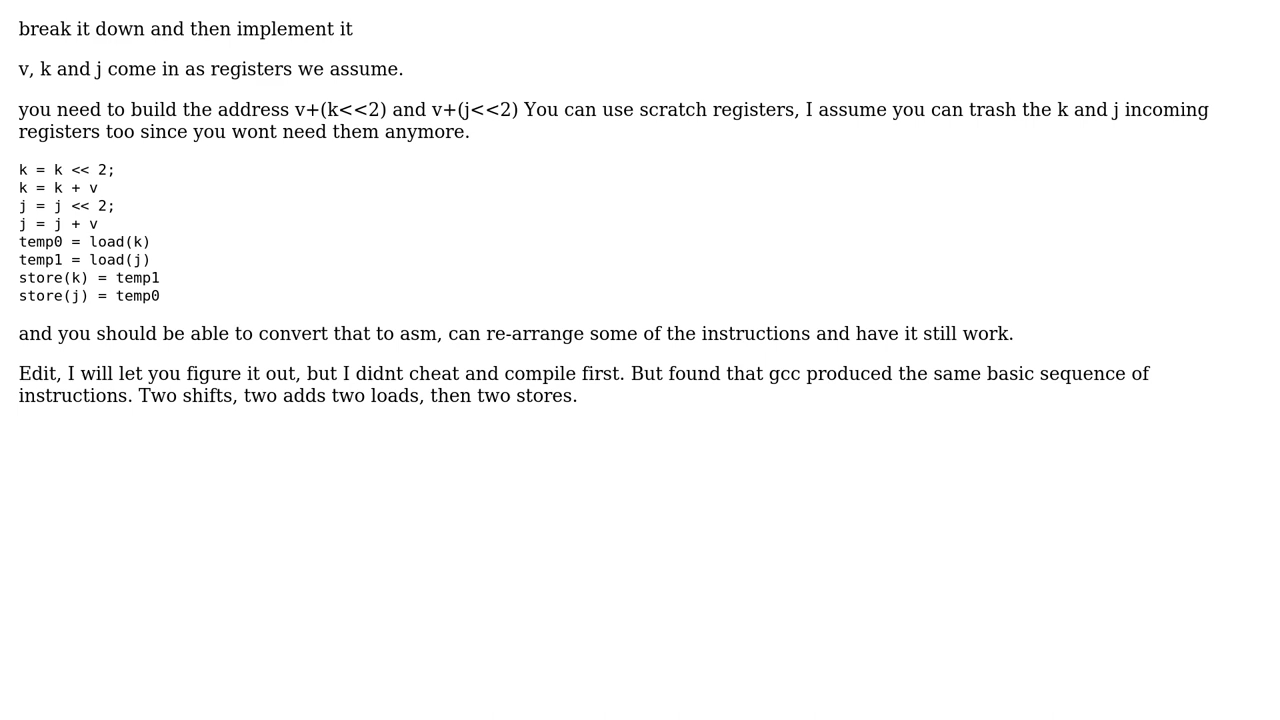 break it down and then implement it
v, k and j come in as registers we assume.
you need to build the address v+(k<<2) and v+(j<<2) You can use scratch registers, I assume you can trash the k and j incoming
registers too since you wont need them anymore.
k = k << 2;
k = k + v
j = j << 2;
j = j + v
temp0 = load(k)
temp1 = load(j)
store(k) = temp1
store(j) = temp0
and you should be able to convert that to asm, can re-arrange some of the instructions and have it still work.
Edit, I will let you figure it out, but I didnt cheat and compile first. But found that gcc produced the same basic sequence of
instructions. Two shifts, two adds two loads, then two stores.